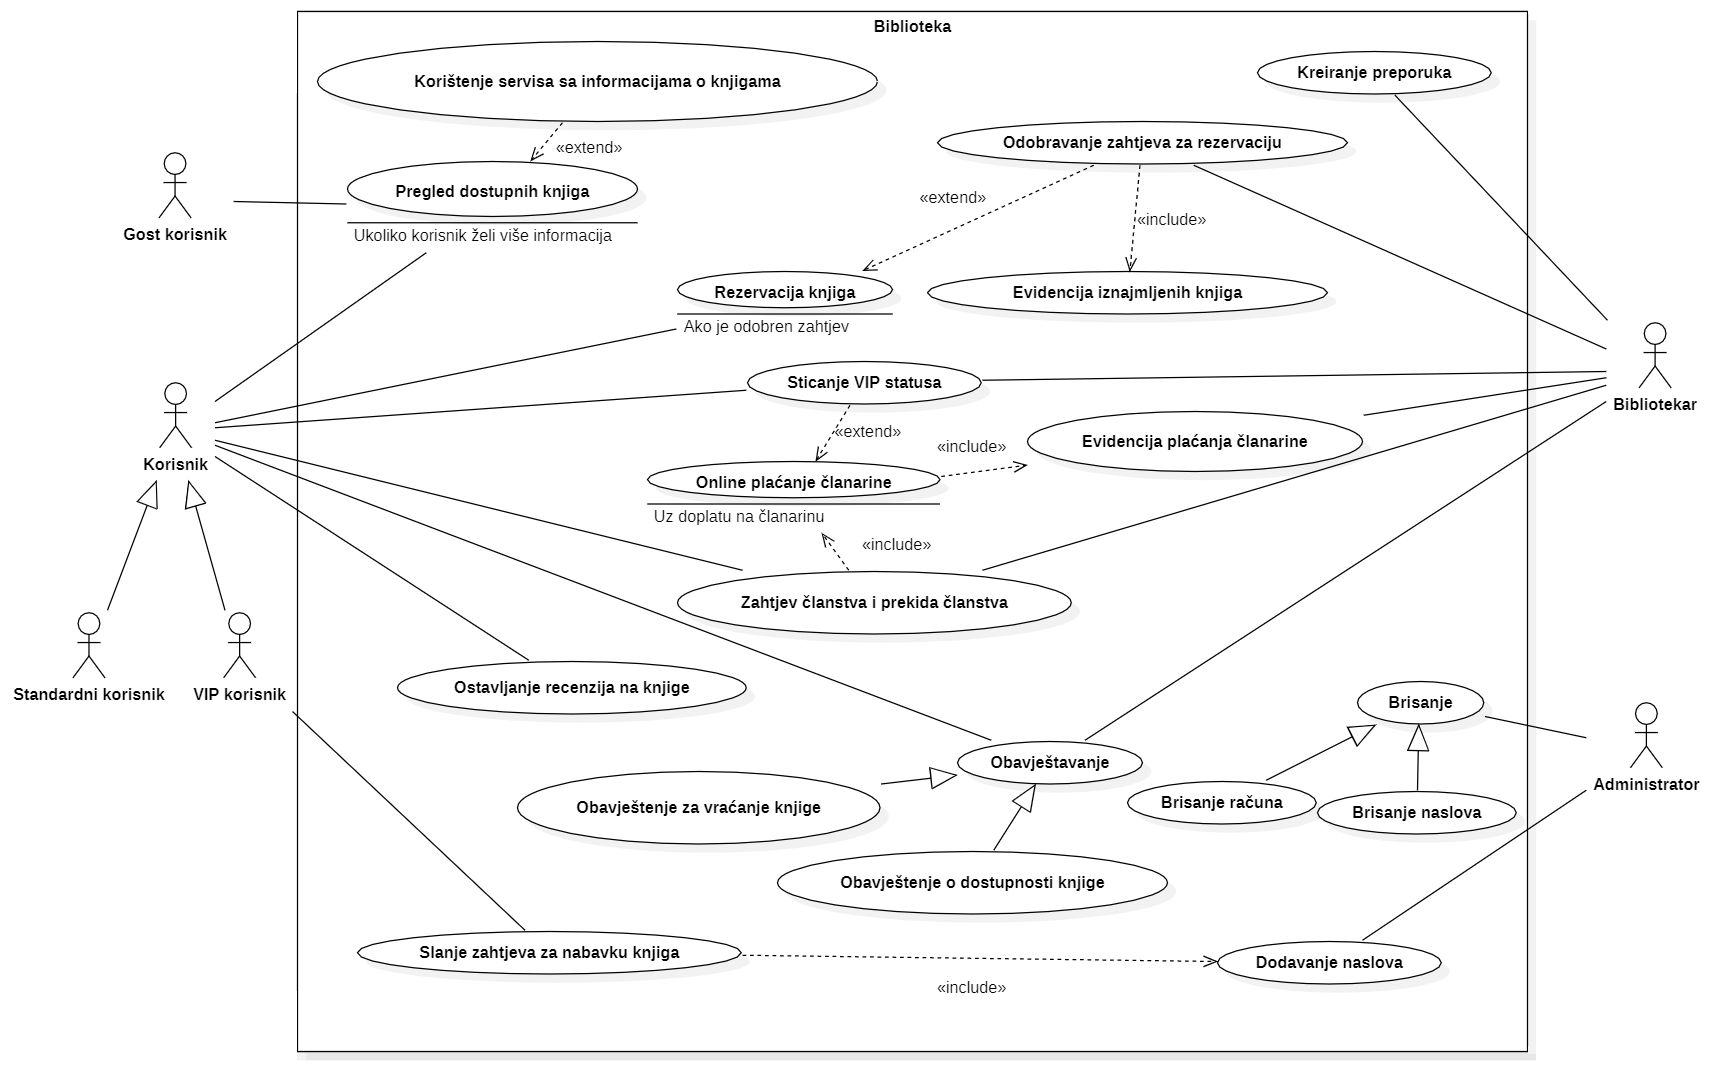 Biblioteka
Korištenje servisa sa informacijama o knjigama
Kreiranje preporuka
«extend»
Odobravanje zahtjeva za rezervaciju
Pregled dostupnih knjiga
Ukoliko korisnik želi više informacija
Gost korisnik
«extend»
«include»
Rezervacija knjiga
Ako je odobren zahtjev
Evidencija iznajmljenih knjiga
Sticanje VIP statusa
Bibliotekar
«extend»
«include»
Evidencija plaćanja članarine
Korisnik
Online plaćanje članarine
Uz doplatu na članarinu
«include»
Zahtjev članstva i prekida članstva
Standardni korisnik
VIP korisnik
Ostavljanje recenzija na knjige
Brisanje
Obavještavanje
Administrator
Obavještenje za vraćanje knjige
Brisanje računa
Brisanje naslova
Obavještenje o dostupnosti knjige
Slanje zahtjeva za nabavku knjiga
Dodavanje naslova
«include»